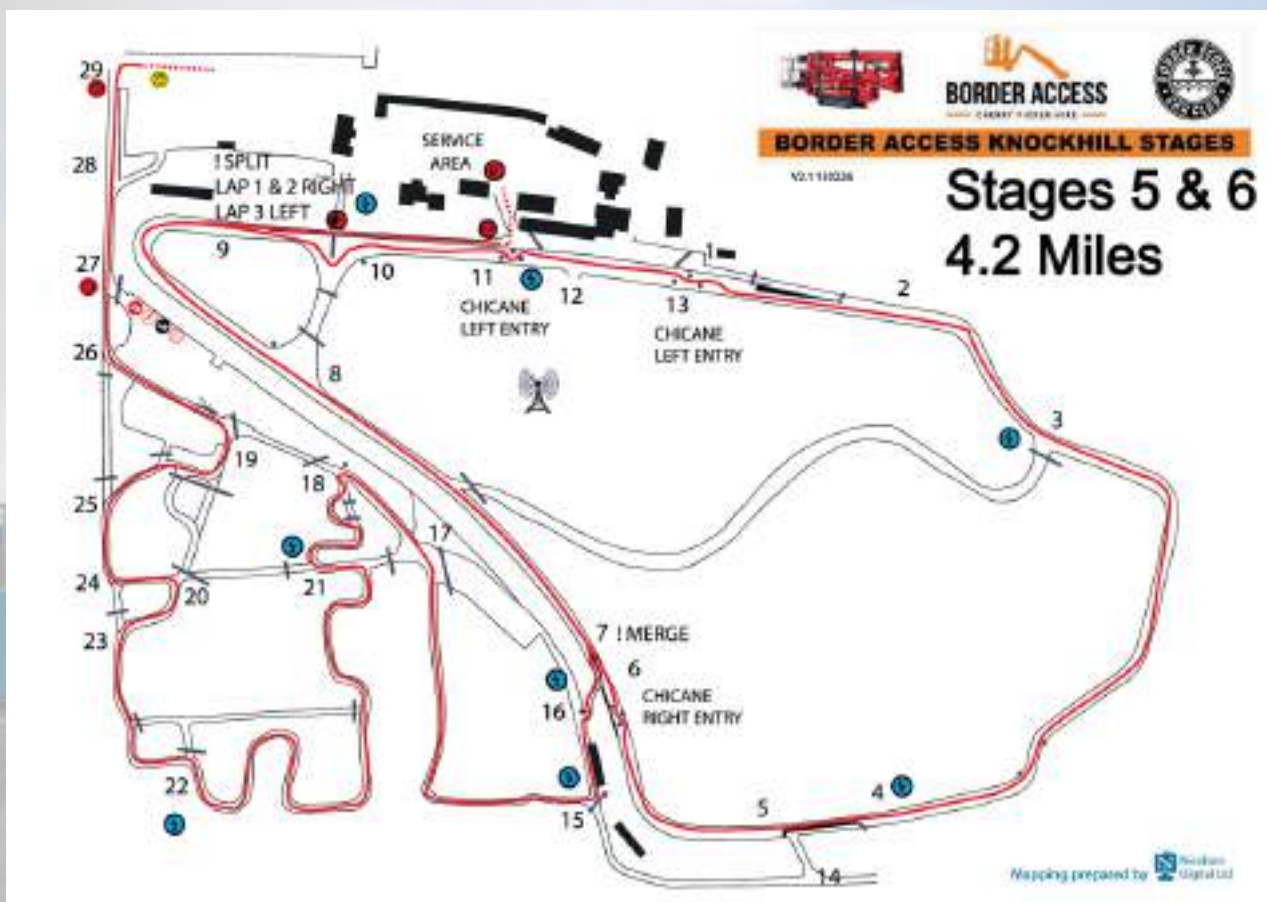 BORDER ACCESS
BORDER ACCESS KNOCKHILL STAGES
Stages 5 & 6
4.2 Miles
29
28
! SPLIT
LAP 1 & 2 RIGHT
LAP 3 LEFT
SERVICE
AREA
9
10
11
CHICANE
LEFT ENTRY
12
13
CHICANE
LEFT ENTRY
1
2
3
27
26
8
19
18
25
17
24
20
21
23
7 ! MERGE
6
CHICANE
RIGHT ENTRY
16
22
15
5
4
14
Mapping prepared by